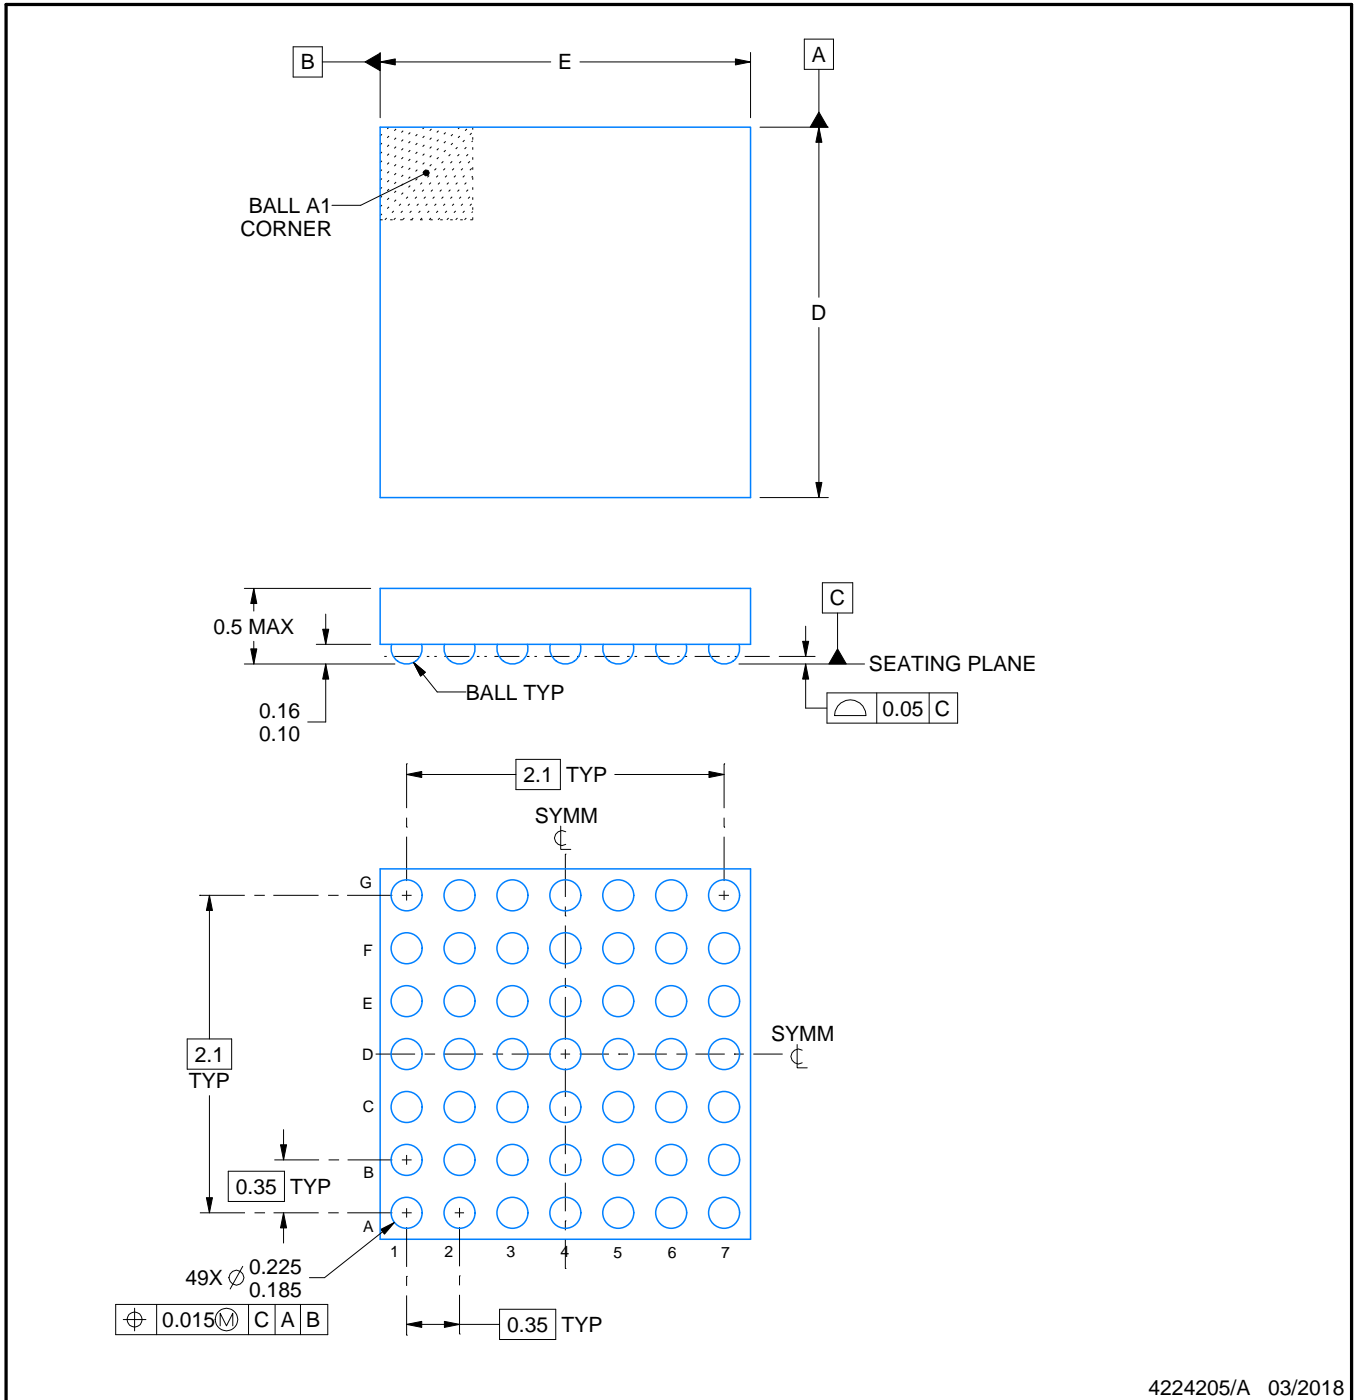 B
E
A
BALL A1
CORNER
D
0.5 MAX
C
SEATING PLANE
BALL TYP
0.16
0.10
0.05 C
2.1 TYP
SYMM
G
F
E
D
C
B
A
SYMM
2.1
TYP
0.35 TYP
1 2 3 4 5 6 7
49X ⌀ 0.225
0.185
⌖ 0.015Ⓜ C A B
0.35 TYP
4224205/A 03/2018